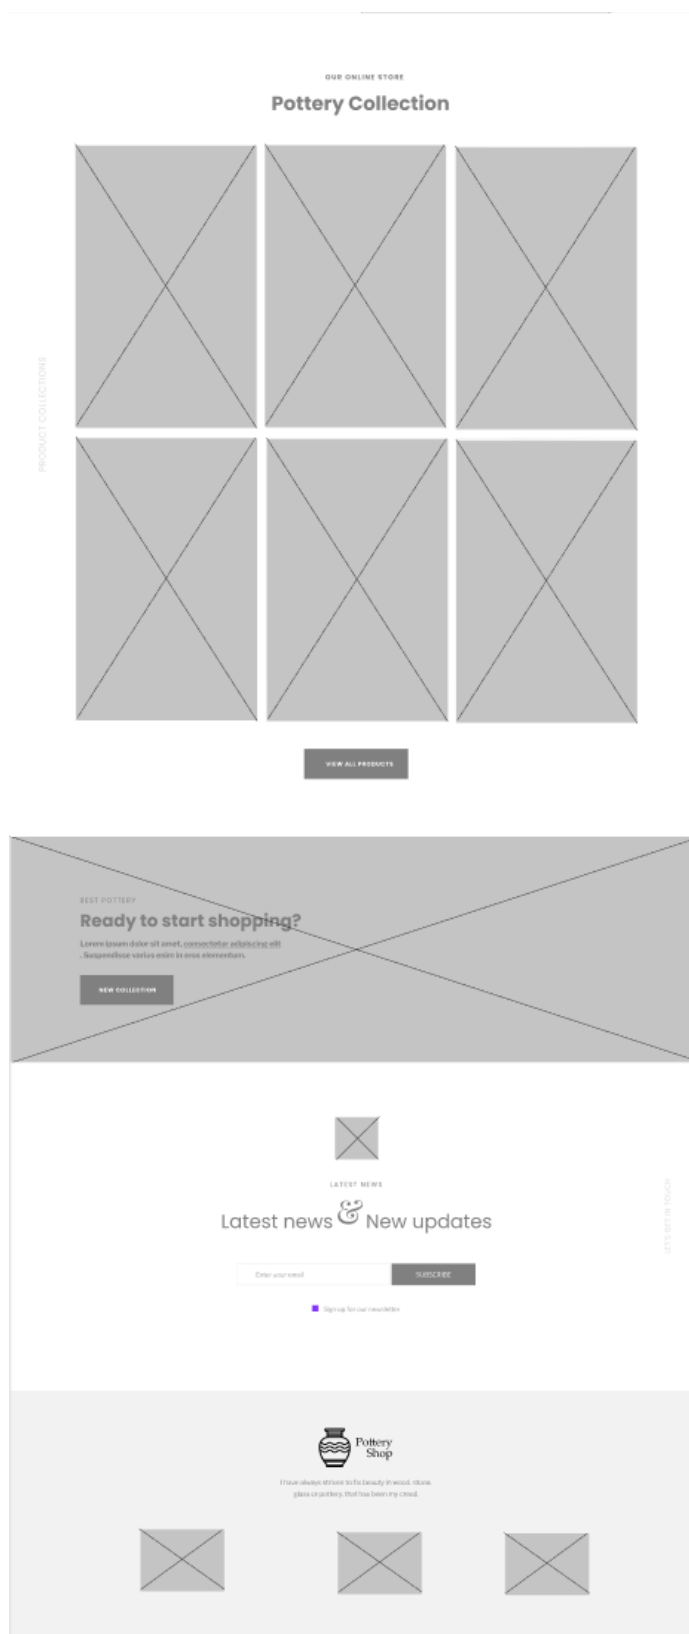 OUR ONLINE STORE
Pottery Collection
PRODUCT COLLECTIONS
VIEW ALL PRODUCTS
BEST POTTERY
Ready to start shopping?
Lorem ipsum dolor sit amet, consectetur adipiscing elit
. Suspendisse varius enim in eros elementum.
NEW COLLECTION
LATEST NEWS
Latest news & New updates
LET'S GET IN TOUCH
Enter your email
SUBSCRIBE
Sign up for our newsletter
Pottery
Shop
I have always striven to fix beauty in wood, stone,
glass or pottery, that has been my creed.